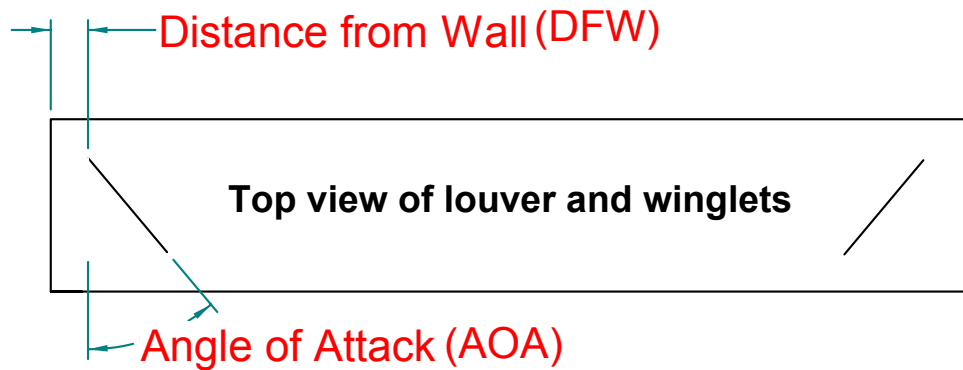 Distance from Wall (DFW)
Top view of louver and winglets
Angle of Attack (AOA)